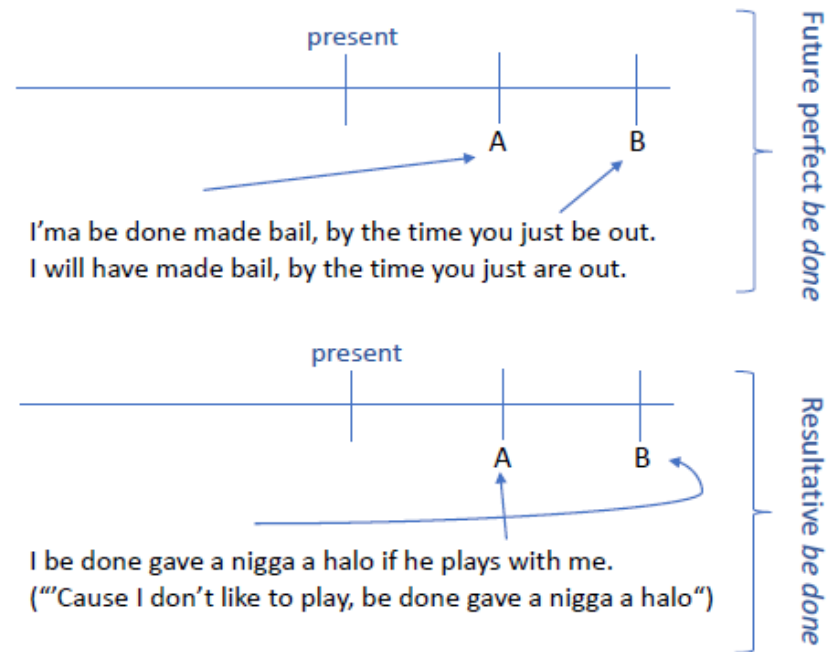 present
A B
I'ma be done made bail, by the time you just be out.
I will have made bail, by the time you just are out.
Future perfect be done
present
A B
I be done gave a nigga a halo if he plays with me.
("'Cause I don't like to play, be done gave a nigga a halo“)
Resultative be done